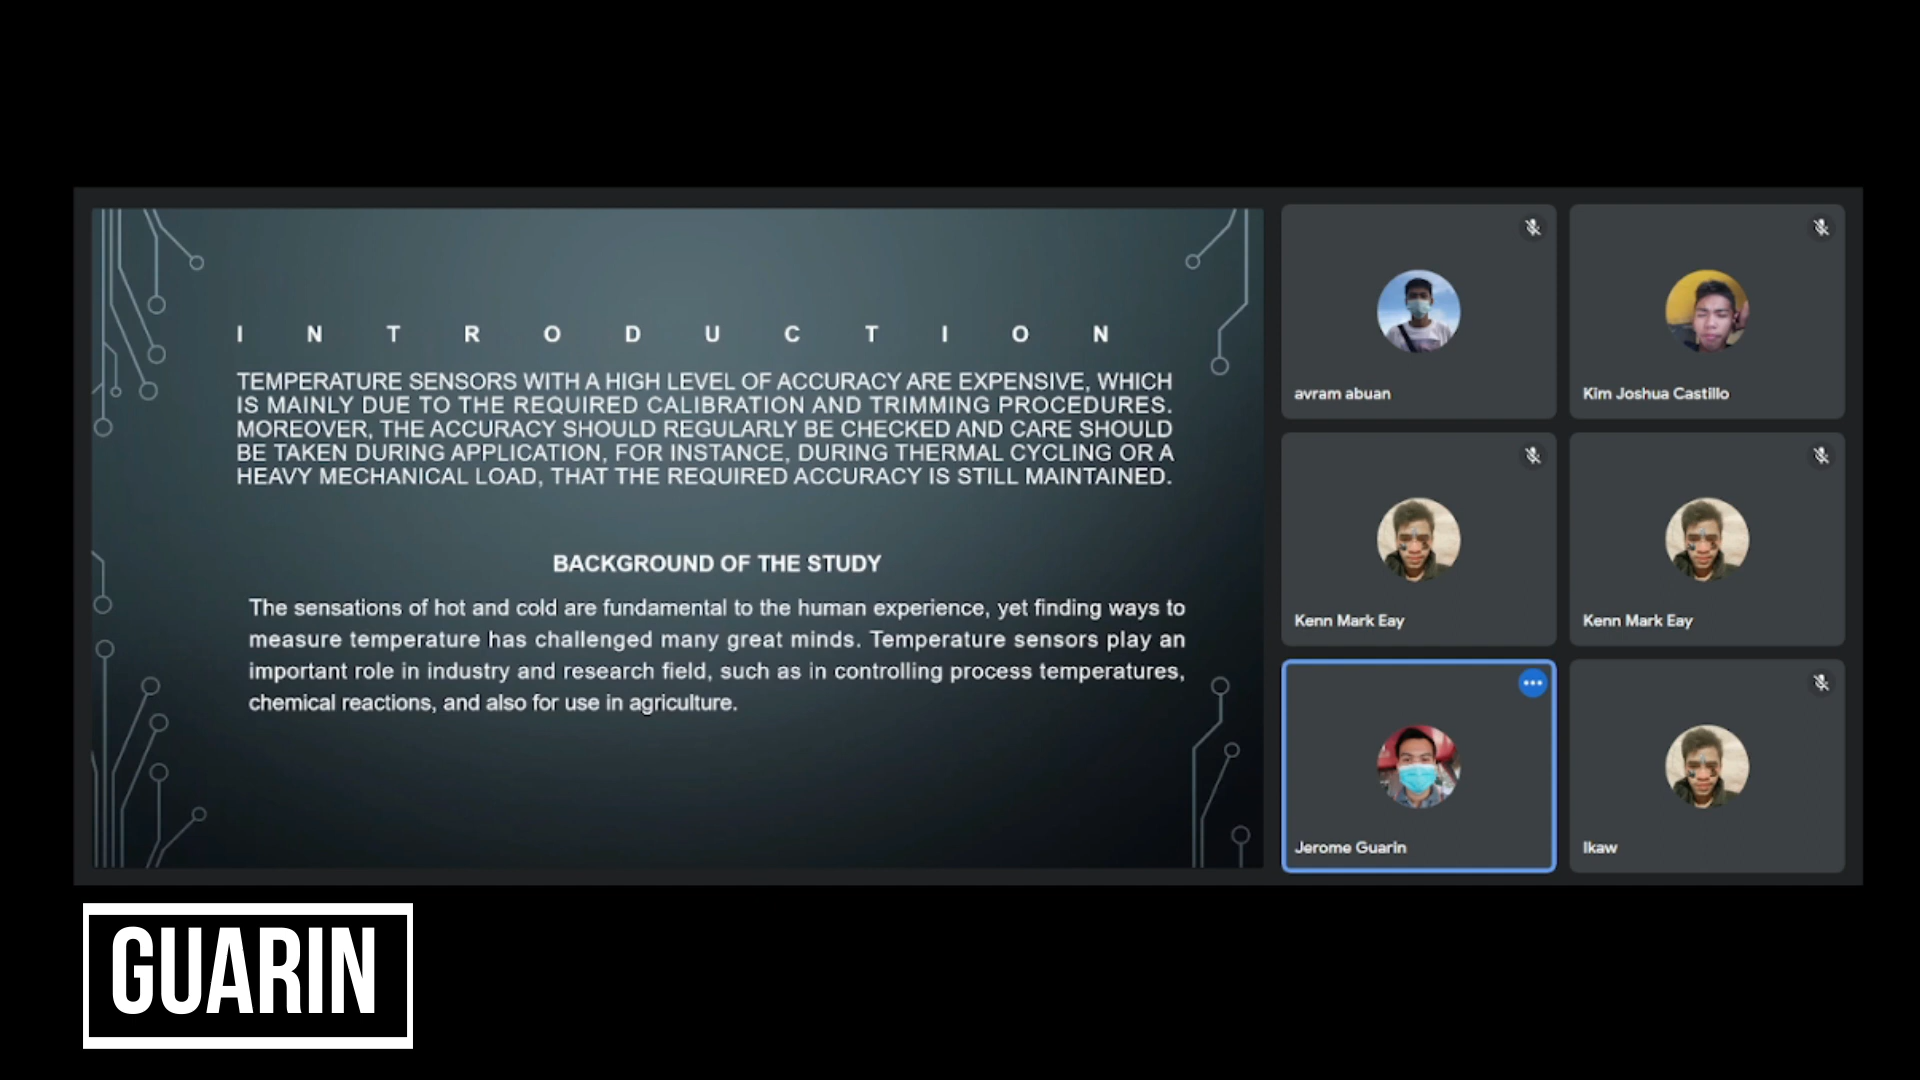 I N T R O D U C T I O N
TEMPERATURE SENSORS WITH A HIGH LEVEL OF ACCURACY ARE EXPENSIVE, WHICH
IS MAINLY DUE TO THE REQUIRED CALIBRATION AND TRIMMING PROCEDURES.
MOREOVER, THE ACCURACY SHOULD REGULARLY BE CHECKED AND CARE SHOULD
BE TAKEN DURING APPLICATION, FOR INSTANCE, DURING THERMAL CYCLING OR A
HEAVY MECHANICAL LOAD, THAT THE REQUIRED ACCURACY IS STILL MAINTAINED.
BACKGROUND OF THE STUDY
The sensations of hot and cold are fundamental to the human experience, yet finding ways to
measure temperature has challenged many great minds. Temperature sensors play an
important role in industry and research field, such as in controlling process temperatures,
chemical reactions, and also for use in agriculture.
avram abuan
Kim Joshua Castillo
Kenn Mark Eay
Kenn Mark Eay
Jerome Guarin
Ikaw
GUARIN